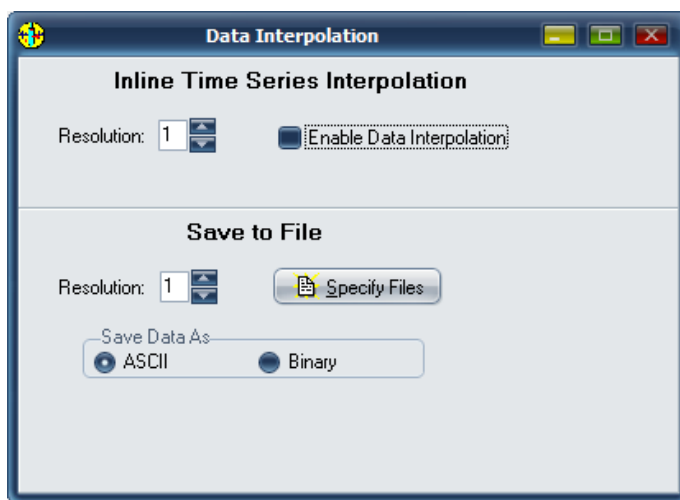 Data Interpolation
Inline Time Series Interpolation
Resolution: 1 Enable Data Interpolation
Save to File
Resolution: 1 Specify Files
Save Data As
ASCII Binary